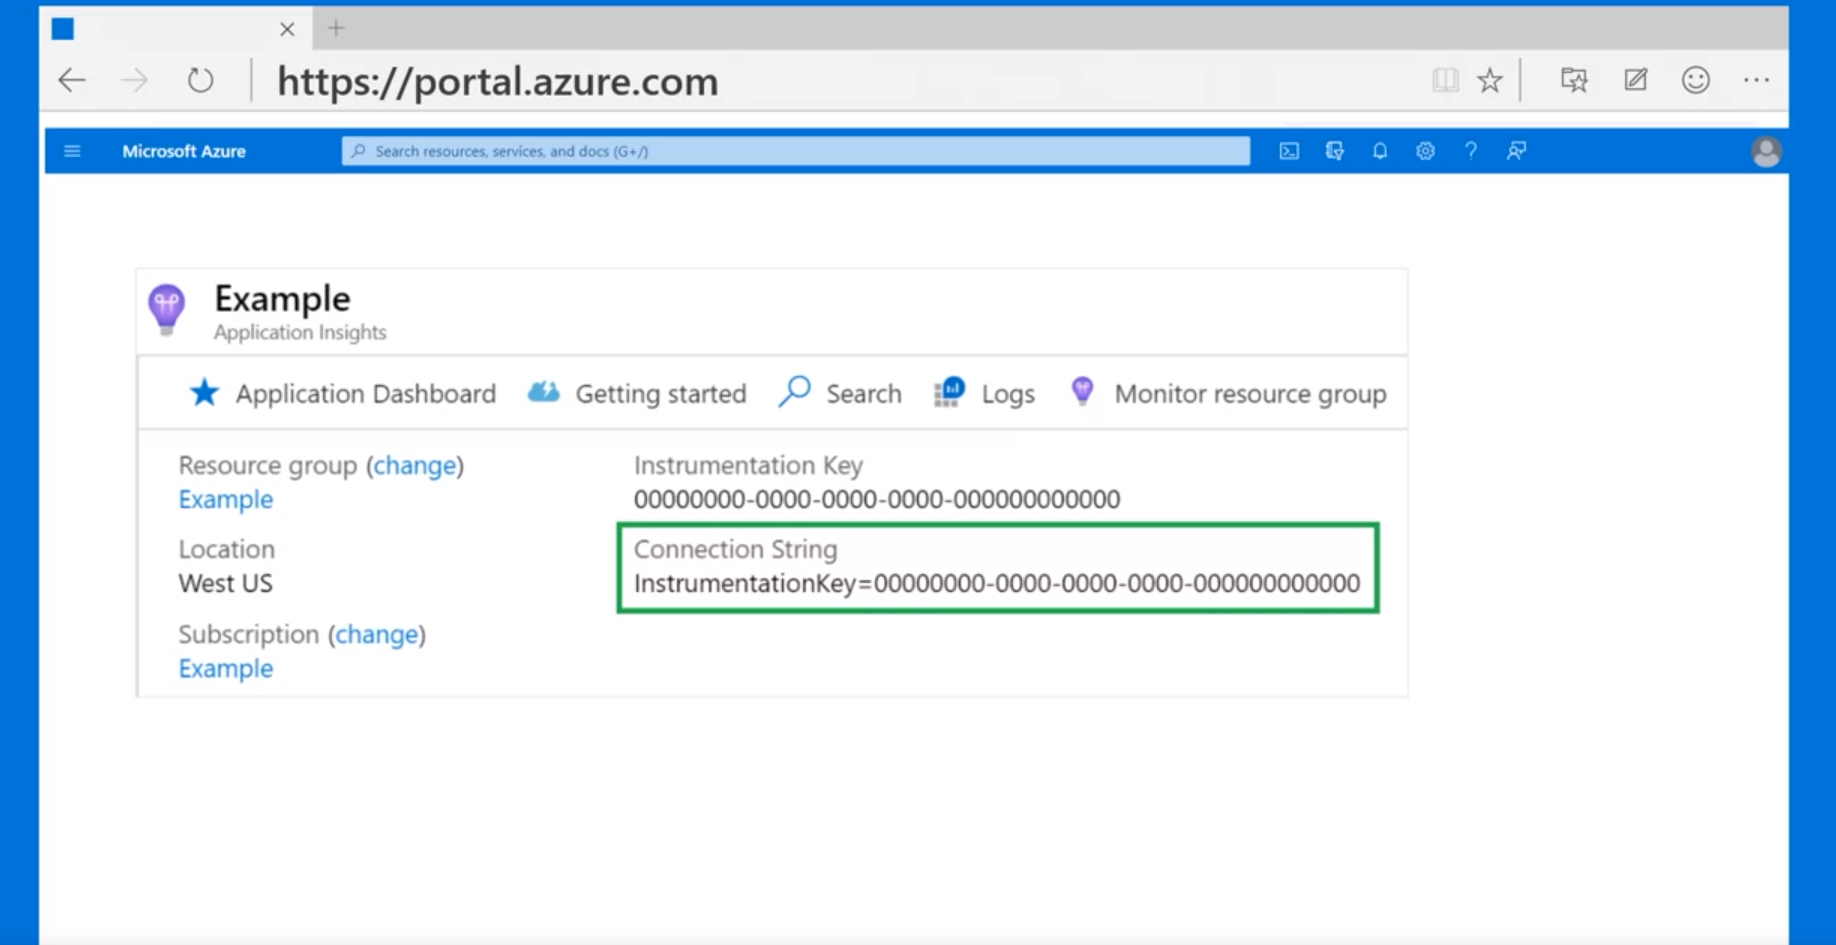 https://portal.azure.com
Microsoft Azure
Search resources, services, and docs (G+/)
Example
Application Insights
Application Dashboard Getting started Search Logs Monitor resource group
Resource group (change)
Example
Instrumentation Key
00000000-0000-0000-0000-000000000000
Location
West US
Connection String
InstrumentationKey=00000000-0000-0000-0000-000000000000
Subscription (change)
Example